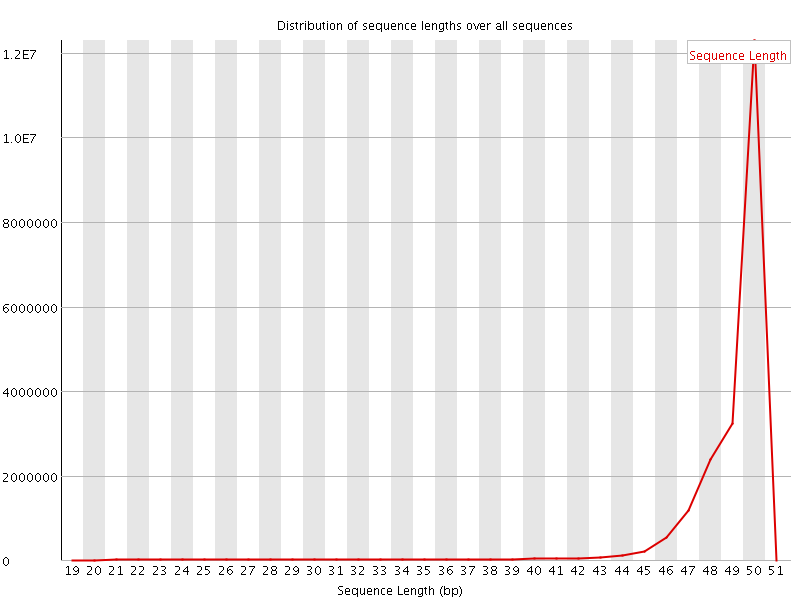 Distribution of sequence lengths over all sequences
1.2E7
Sequence Length
1.0E7
8000000
6000000
4000000
2000000
0
19 20 21 22 23 24 25 26 27 28 29 30 31 32 33 34 35 36 37 38 39 40 41 42 43 44 45 46 47 48 49 50 51
Sequence Length (bp)